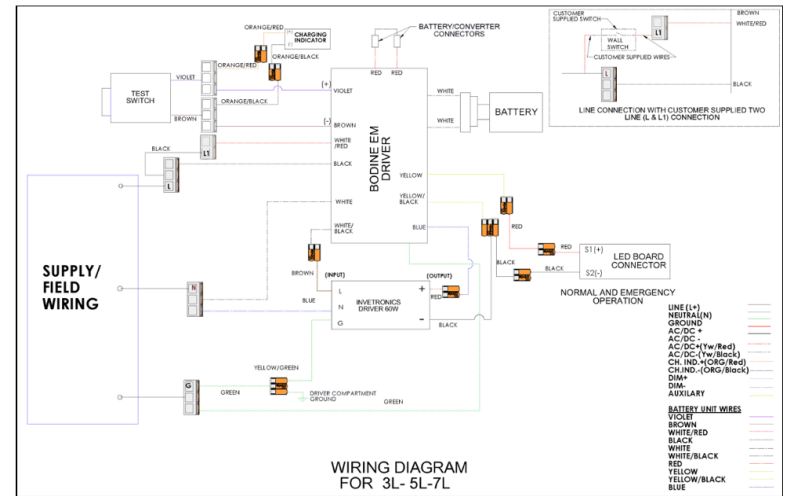 ORANGE/RED
(+)
(-)
CHARGING
INDICATOR
ORANGE/BLACK
BATTERY/CONVERTER
CONNECTORS
RED
RED
CUSTOMER
SUPPLIED SWITCH
WALL
SWITCH
CUSTOMER SUPPLIED WIRES
L1
L
BROWN
WHITE/RED
BLACK
LINE CONNECTION WITH CUSTOMER SUPPLIED TWO
LINE (L & L1) CONNECTION
TEST
SWITCH
VIOLET
ORANGE/RED
ORANGE/BLACK
BROWN
BLACK
L1
L
(+)
VIOLET
(-)
BROWN
WHITE
/RED
BLACK
WHITE
WHITE/
BLACK
BODINE EM
DRIVER
YELLOW
YELLOW/
BLACK
BLUE
WHITE
WHITE
BATTERY
RED
RED
BLACK
BLACK
S1(+)
S2(-)
LED BOARD
CONNECTOR
NORMAL AND EMERGENCY
OPERATION
SUPPLY/
FIELD
WIRING
N
BROWN
BLUE
(INPUT)
(OUTPUT)
L
N
G
INVETRONICS
DRIVER 60W
+
-
RED
BLACK
YELLOW/GREEN
G
GREEN
DRIVER COMPARTMENT
GROUND
GREEN
LINE (L+)
NEUTRAL(N)
GROUND
AC/DC +
AC/DC -
AC/DC+(Yw/Red)
AC/DC-(Yw/Black)
CH. IND.+(ORG/Red)
CH.IND.-(ORG/Black)
DIM+
DIM-
AUXILARY
BATTERY UNIT WIRES
VIOLET
BROWN
WHITE/RED
BLACK
WHITE
WHITE/BLACK
RED
YELLOW
YELLOW/BLACK
BLUE
WIRING DIAGRAM
FOR 3L- 5L-7L